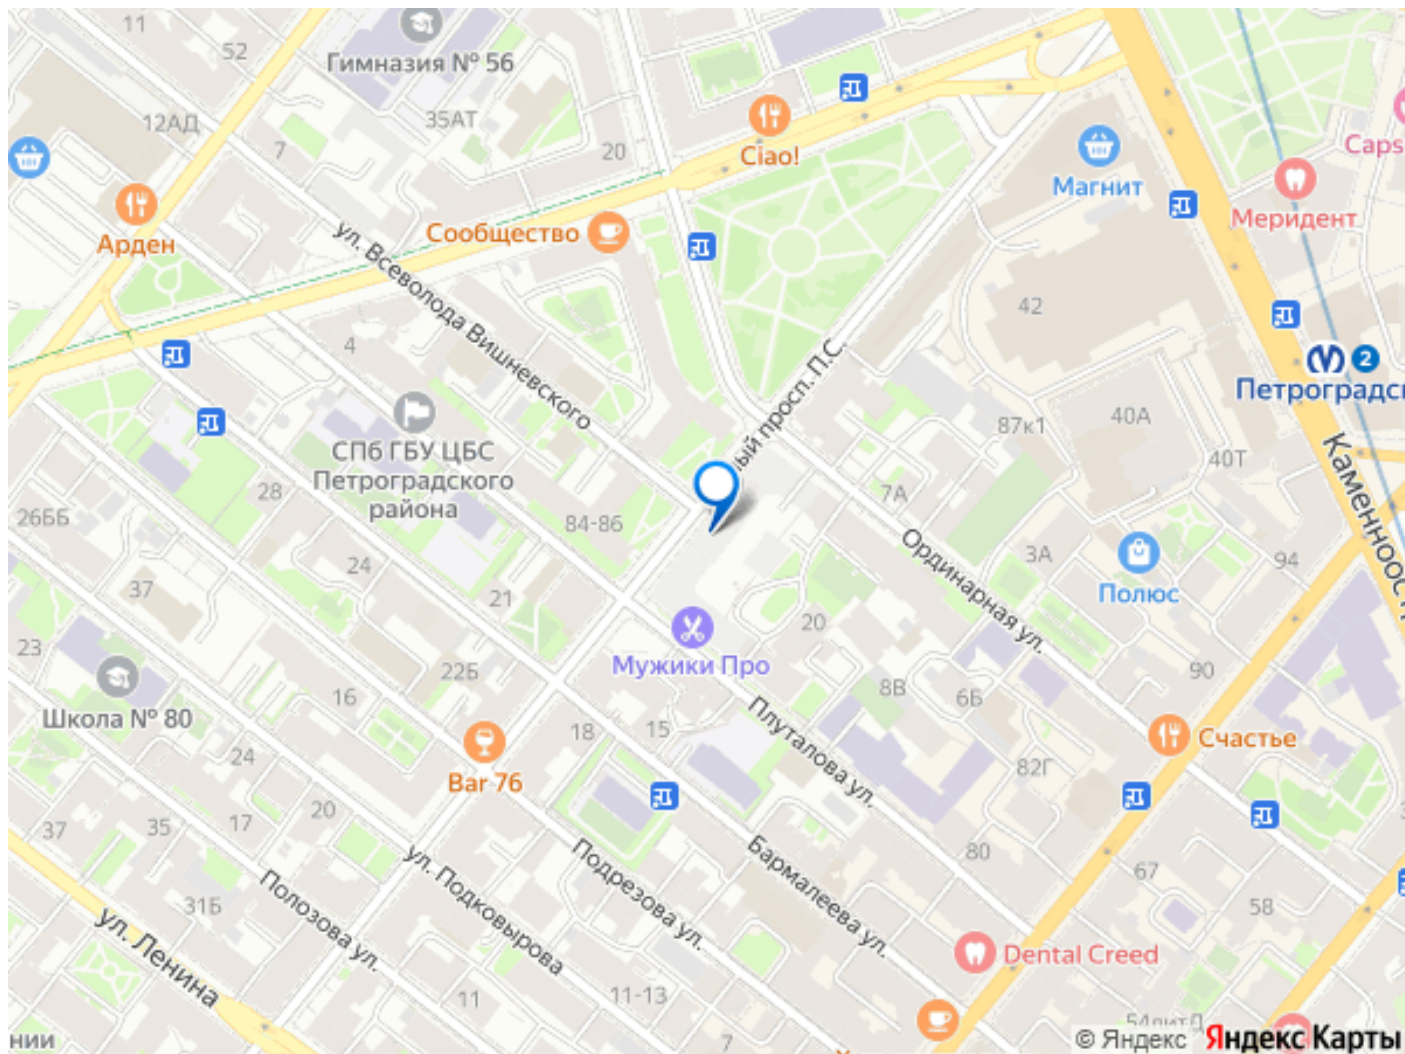 11
52
Гимназия № 56
12АД
35АТ
7
20
Ciao!
Магнит
Caps
Меридент
Арден
Сообщество
ул. Всеволода Вишневского
42
4
2
Петроградс
ый просп. П.С.
СПб ГБУ ЦБС
Петроградского
района
87к1
40А
40Т
28
26ББ
84-86
7А
Ординарная ул.
3А
94
Каменноост
Полюс
24
37
21
20
23
22Б
Мужики Про
8В
6Б
90
Школа № 80
16
18
15
Плуталова ул.
Счастье
24
Bar 76
82Г
37
35
17
20
80
67
31Б
Полозова ул.
ул. Подковырова
Подрезова ул.
Бармалеева ул.
58
ул. Ленина
Dental Creed
11
11-13
7
54литД
нии
© Яндекс Яндекс Карты